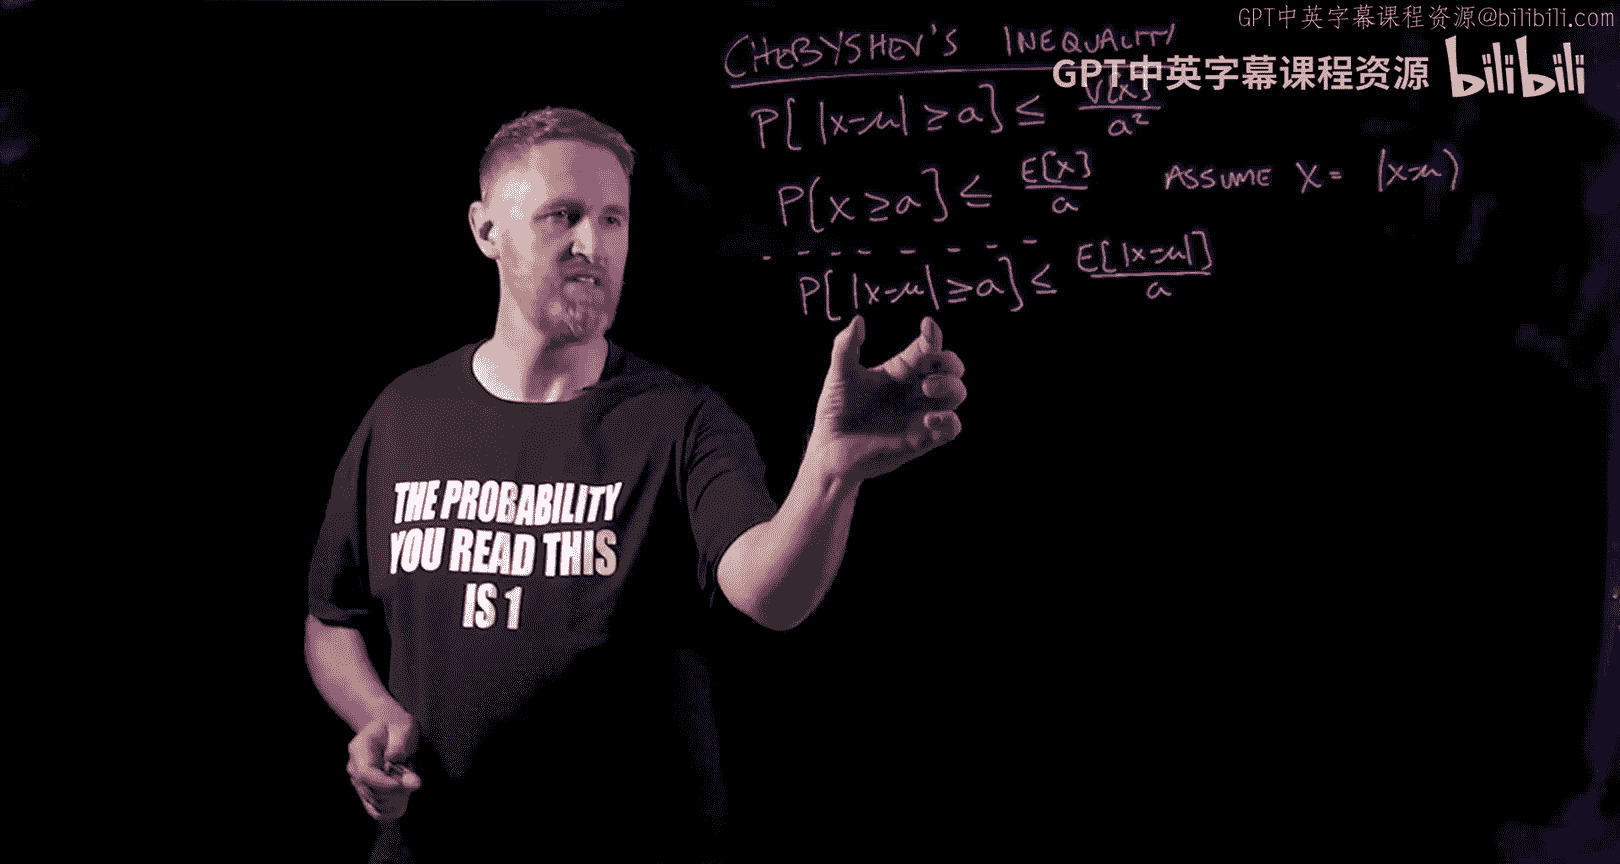 GPT中英字幕课程资源@bilibili.com
CHEBYSHEV'S INEQUALITY
GPT中英字幕课程资源 bilibili
P[ |x-μ| ≥ a ] ≤ V[x] / a²
P[ x ≥ a ] ≤ E[x] / a ASSUME X = |x-μ|
P[ |x-μ| ≥ a ] ≤ E[|x-μ|] / a
THE PROBABILITY
YOU READ THIS
IS 1